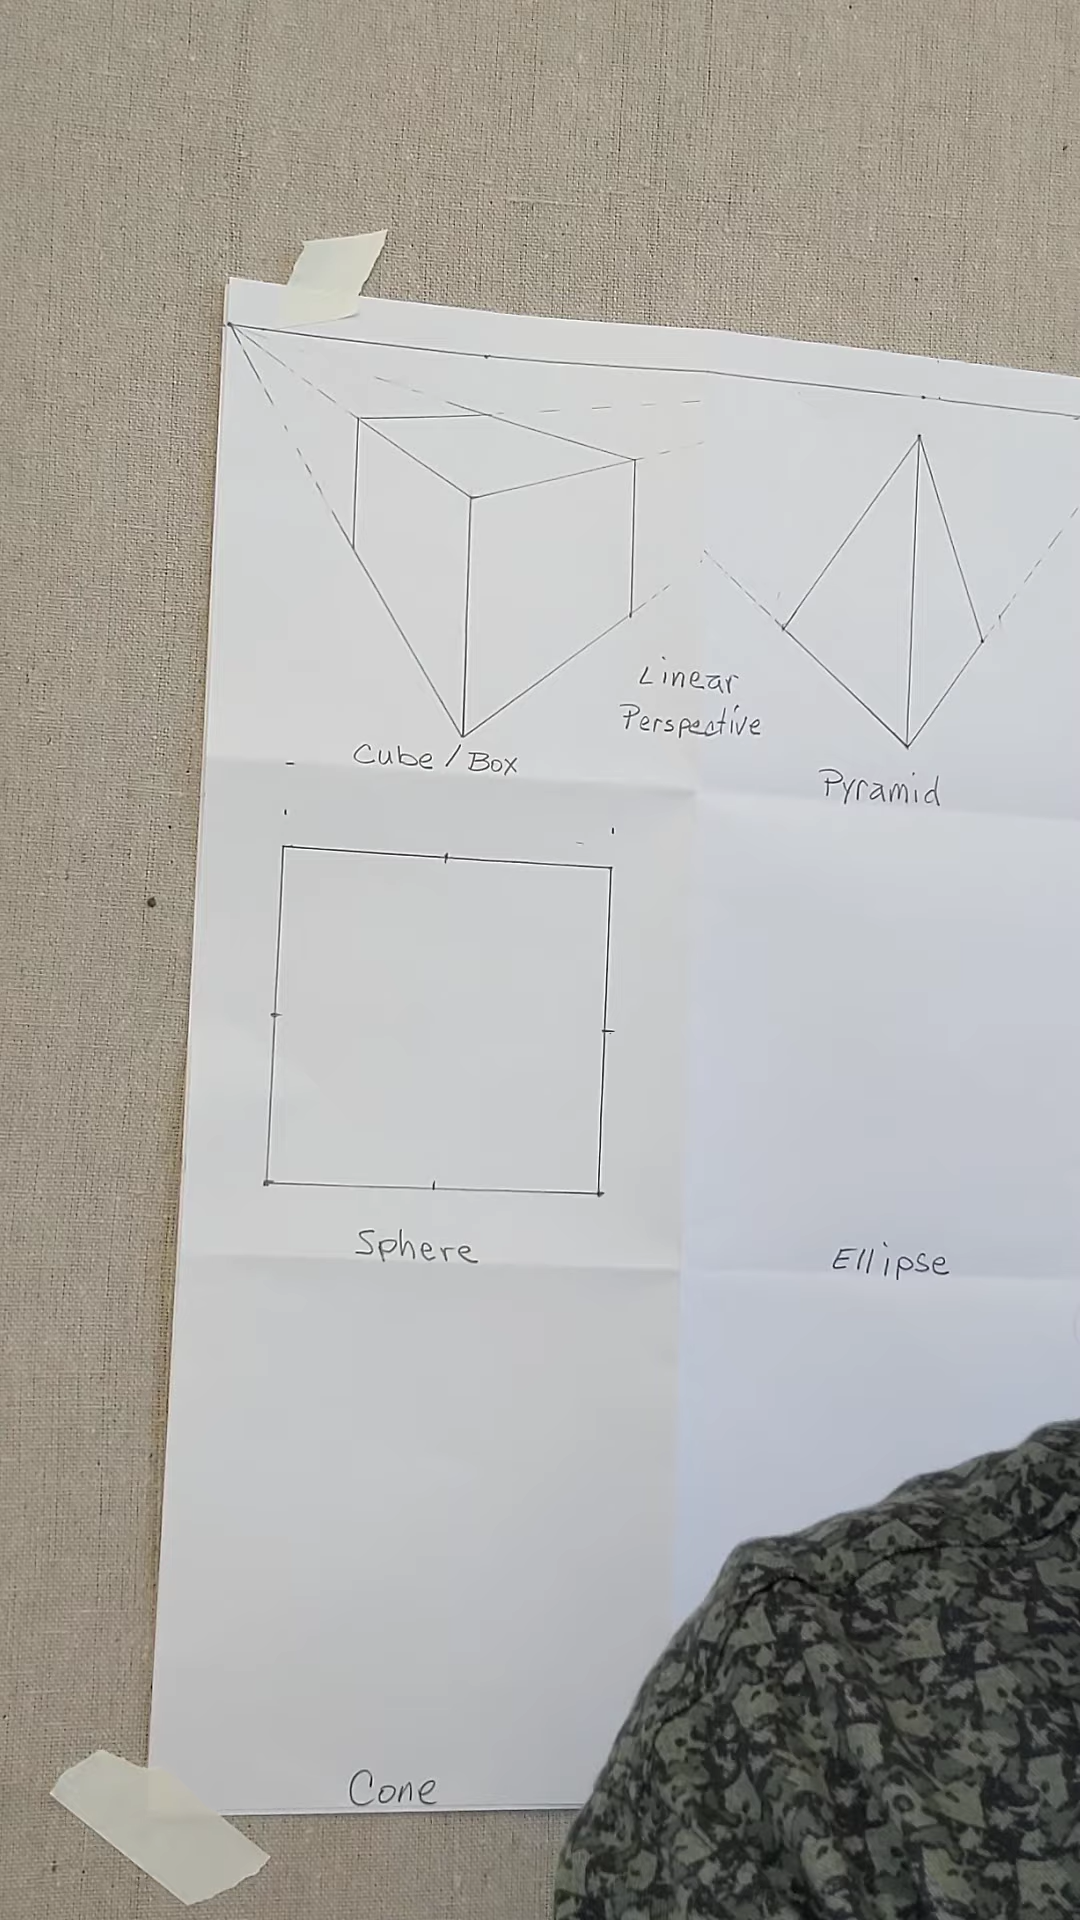 Linear
Perspective
Cube / Box
Pyramid
Sphere
Ellipse
Cone